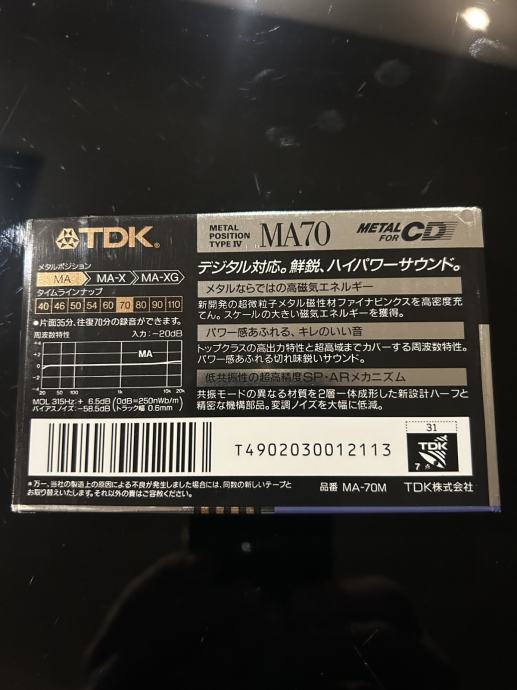 TDK.
METAL
POSITION
TYPE IV
MA70
METAL
FOR
CD
メタルポジション
MA
MA-X
MA-XG
タイムラインナップ
40 46 50 54 60 70 80 90 110
●片面35分、往復70分の録音ができます。
周波数特性
入力:-20dB
+4
+2
0
-2
-4
MA
20 50 100 1k 10k 20k
MOL 315Hz:+6.5dB(0dB=250nWb/m)
バイアスノイズ:-58.5dB(トラック幅 0.6mm)
デジタル対応。鮮鋭、ハイパワーサウンド。
メタルならではの高磁気エネルギー
新開発の超微粒子メタル磁性材ファイナビンクスを高密度充
てん。スケールの大きい磁気エネルギーを獲得。
パワー感あふれる、キレのいい音
トップクラスの高出力特性と超高域までカバーする周波数特性。
パワー感あふれる切れ味鋭いサウンド。
低共振性の超高精度SP・ARメカニズム
共振モードの異なる材質を2層一体成形した新設計ハーフと
精密な機構部品。変調ノイズを大幅に低減。
T4902030012113
31
TDK
7 点
*万一、当社の製造上の原因による不良が発生しました場合には、同数の新しいテープと
お取り替えいたします。それ以外の責はご容赦ください。
品番 MA-70M
TDK株式会社